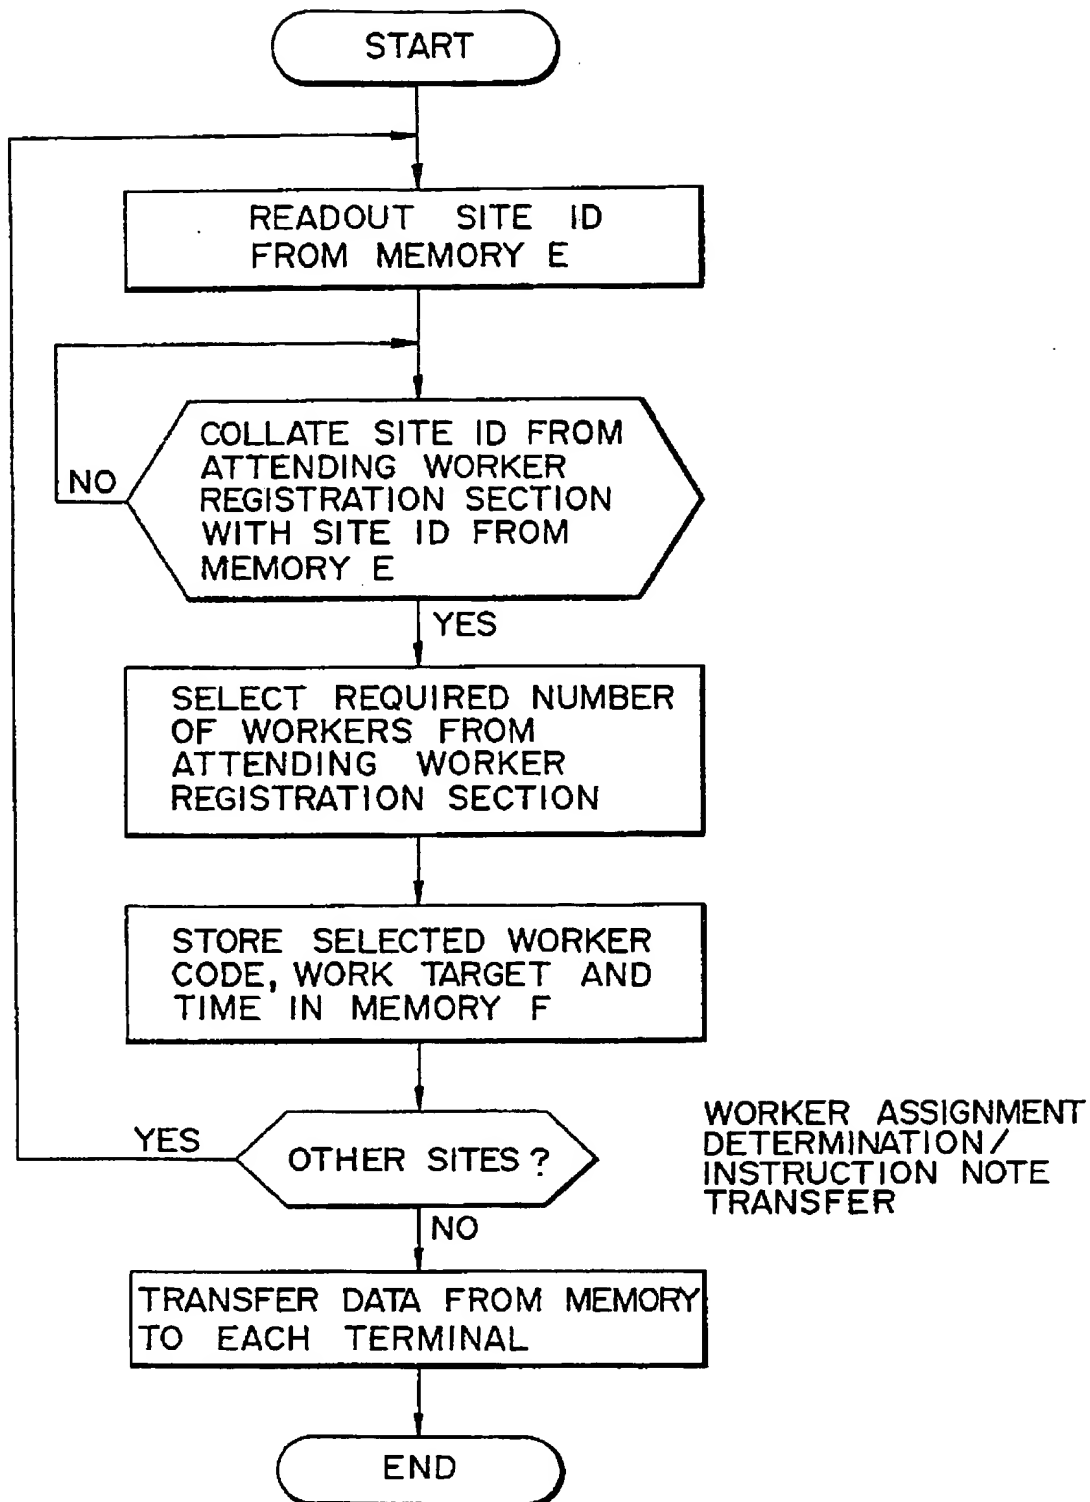 START
READOUT SITE ID
FROM MEMORY E
COLLATE SITE ID FROM
ATTENDING WORKER
REGISTRATION SECTION
WITH SITE ID FROM
MEMORY E
NO
YES
SELECT REQUIRED NUMBER
OF WORKERS FROM
ATTENDING WORKER
REGISTRATION SECTION
STORE SELECTED WORKER
CODE, WORK TARGET AND
TIME IN MEMORY F
YES
OTHER SITES?
NO
WORKER ASSIGNMENT
DETERMINATION/
INSTRUCTION NOTE
TRANSFER
TRANSFER DATA FROM MEMORY
TO EACH TERMINAL
END